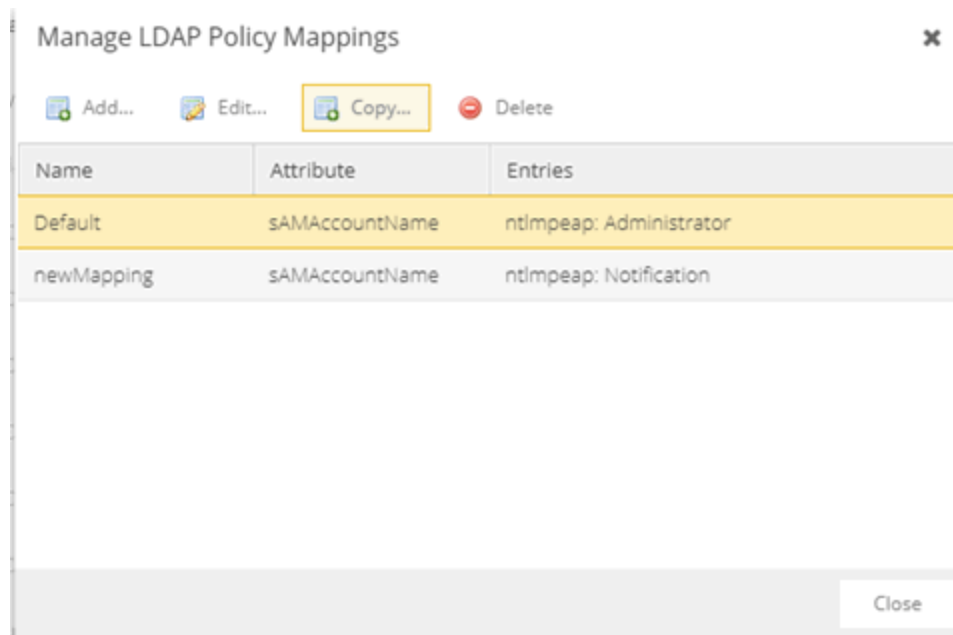 Manage LDAP Policy Mappings
Add... Edit... Copy... Delete
Name Attribute Entries
Default sAMAccountName ntlmpeap: Administrator
newMapping sAMAccountName ntlmpeap: Notification
Close